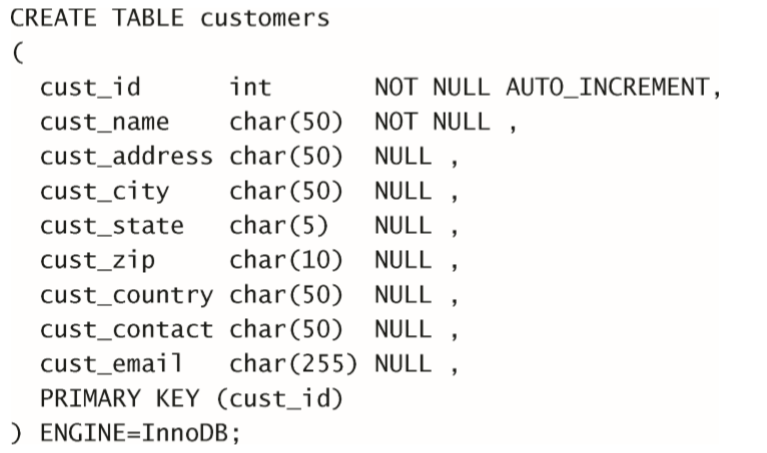 CREATE TABLE customers
(
  cust_id      int       NOT NULL AUTO_INCREMENT,
  cust_name    char(50)  NOT NULL ,
  cust_address char(50)  NULL ,
  cust_city    char(50)  NULL ,
  cust_state   char(5)   NULL ,
  cust_zip     char(10)  NULL ,
  cust_country char(50)  NULL ,
  cust_contact char(50)  NULL ,
  cust_email   char(255) NULL ,
  PRIMARY KEY (cust_id)
) ENGINE=InnoDB;